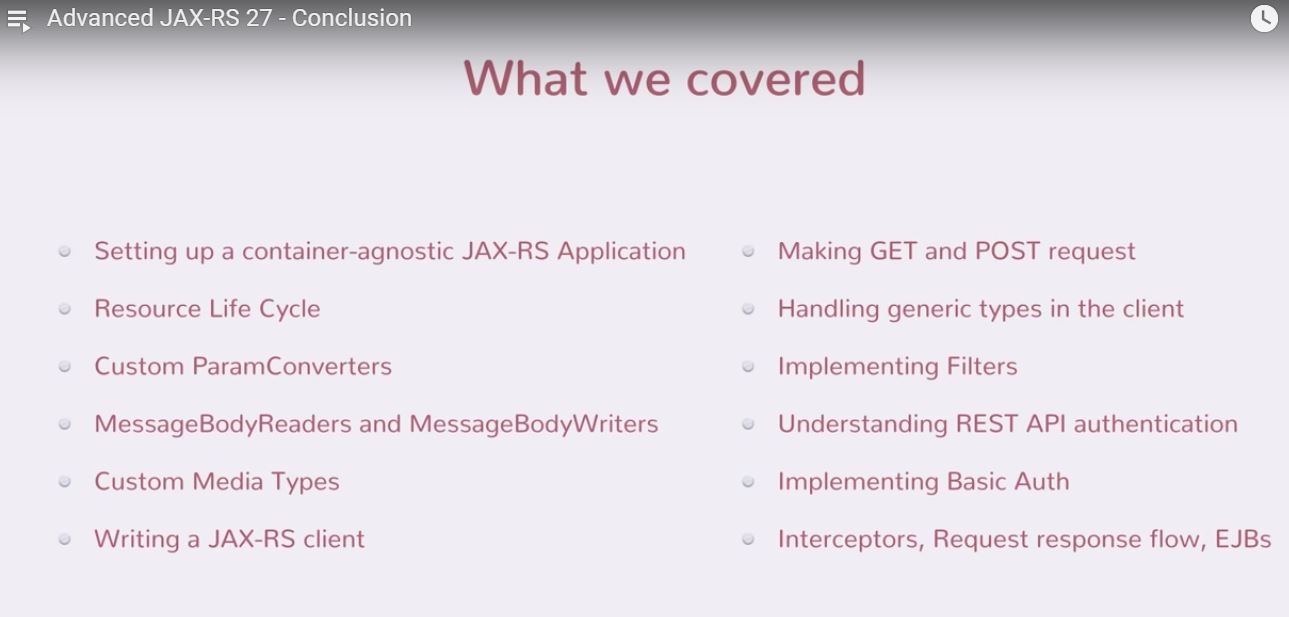 Advanced JAX-RS 27 - Conclusion
What we covered
Setting up a container-agnostic JAX-RS Application
Resource Life Cycle
Custom ParamConverters
MessageBodyReaders and MessageBodyWriters
Custom Media Types
Writing a JAX-RS client
Making GET and POST request
Handling generic types in the client
Implementing Filters
Understanding REST API authentication
Implementing Basic Auth
Interceptors, Request response flow, EJBs